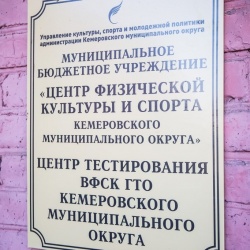 Управление культуры, спорта и молодежной политики
администрации Кемеровского муниципального округа
МУНИЦИПАЛЬНОЕ
БЮДЖЕТНОЕ УЧРЕЖДЕНИЕ
«ЦЕНТР ФИЗИЧЕСКОЙ
КУЛЬТУРЫ И СПОРТА
КЕМЕРОВСКОГО
МУНИЦИПАЛЬНОГО ОКРУГА»
ЦЕНТР ТЕСТИРОВАНИЯ
ВФСК ГТО
КЕМЕРОВСКОГО
МУНИЦИПАЛЬНОГО
ОКРУГА